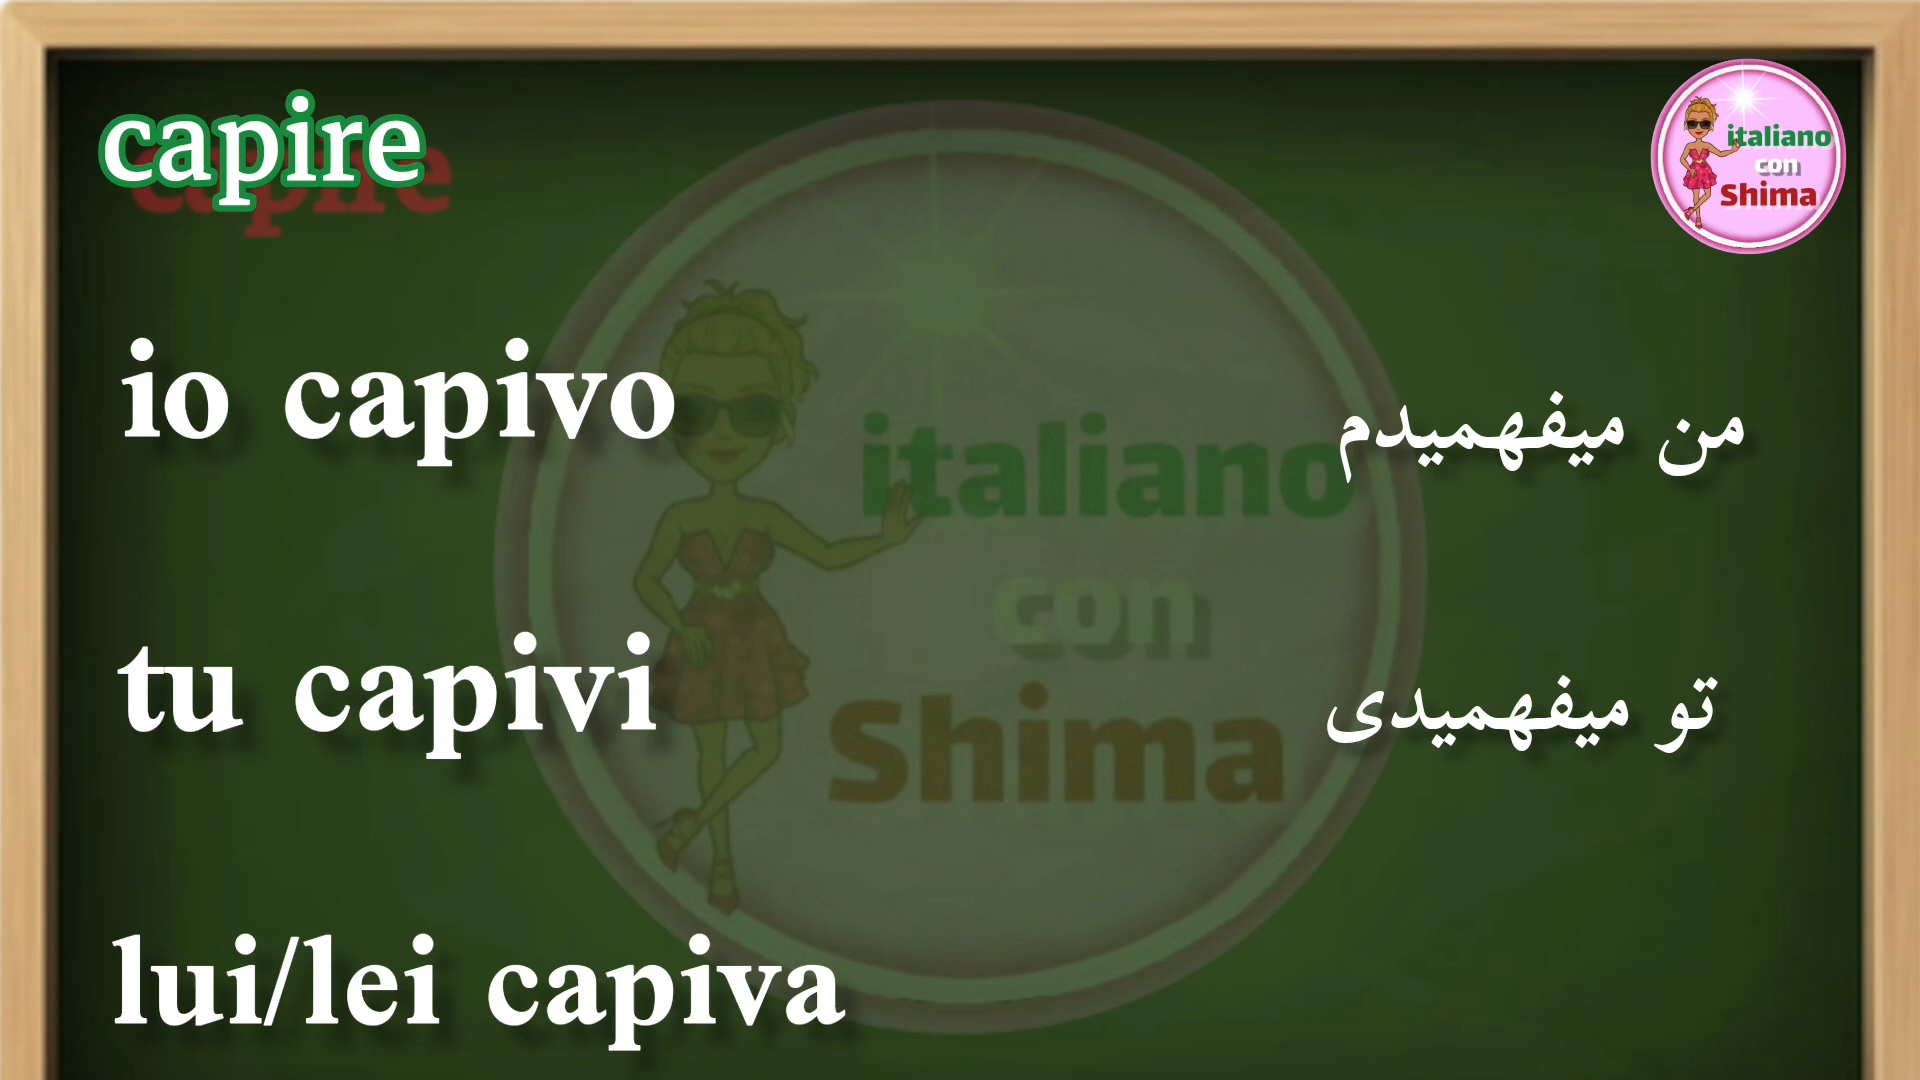 capire
italiano
con
Shima
io capivo
من میفهمیدم
tu capivi
تو میفهمیدی
lui/lei capiva
italiano
con
Shima